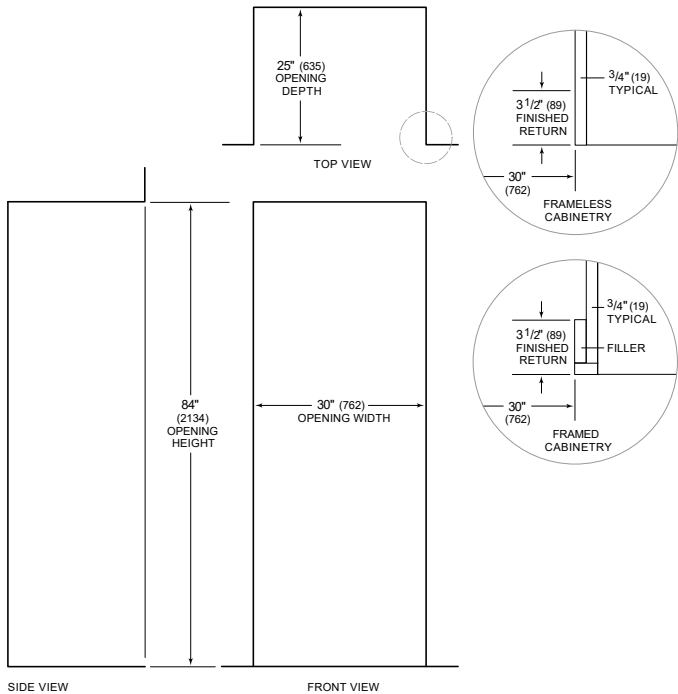 25" (635)
OPENING
DEPTH
TOP VIEW
3/4" (19)
TYPICAL
3 1/2" (89)
FINISHED
RETURN
30"
(762)
FRAMELESS
CABINETRY
3/4" (19)
TYPICAL
3 1/2" (89)
FINISHED
RETURN
FILLER
30"
(762)
FRAMED
CABINETRY
84"
(2134)
OPENING
HEIGHT
30" (762)
OPENING WIDTH
SIDE VIEW
FRONT VIEW